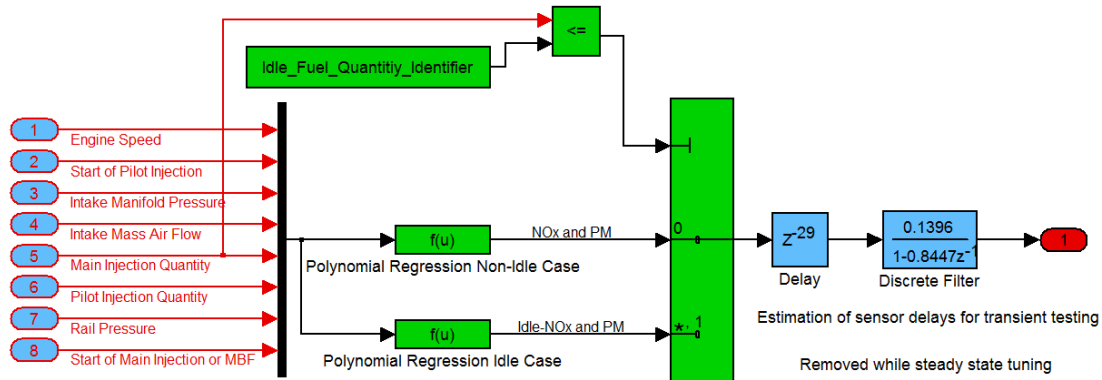 <=
Idle_Fuel_Quantitiy_Identifier
1
Engine Speed
2
Start of Pilot Injection
3
Intake Manifold Pressure
4
Intake Mass Air Flow
5
Main Injection Quantity
6
Pilot Injection Quantity
7
Rail Pressure
8
Start of Main Injection or MBF
f(u)
NOx and PM
Polynomial Regression Non-Idle Case
f(u)
Idle-NOx and PM
Polynomial Regression Idle Case
0
*, 1
z-29
Delay
0.1396
1-0.8447z-1
Discrete Filter
1
Estimation of sensor delays for transient testing
Removed while steady state tuning